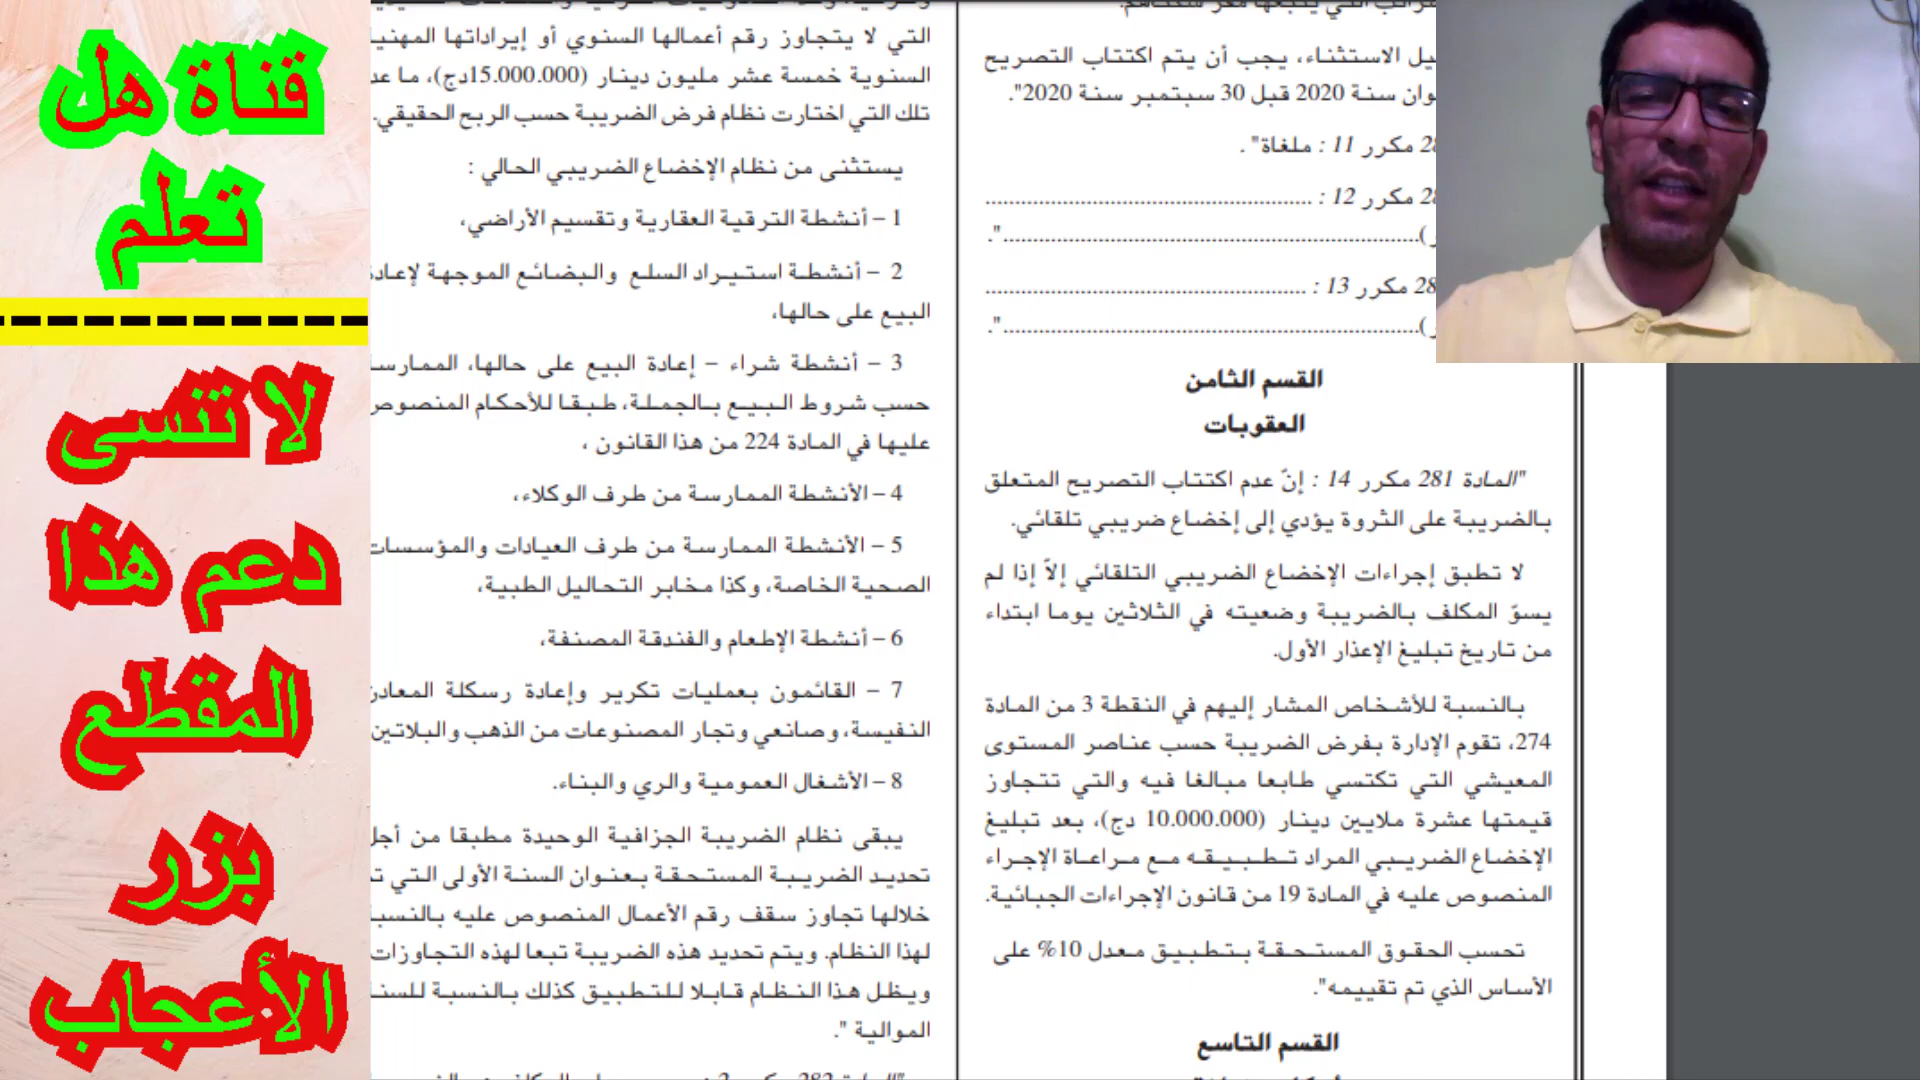 قناة هل
تعلم
لا تنسى
دعم هذا
المقطع
بزر
الأعجاب
يل الاستثناء، يجب أن يتم اكتتاب التصريح
وان سنة 2020 قبل 30 سبتمبر سنة 2020".
مكرر 11 : ملغاة" .
مكرر 12 : ......................................................
......................................................................".
مكرر 13 : ......................................................
......................................................................".
القسم الثامن
العقوبات
"المادة 281 مكرر 14 : إنّ عدم اكتتاب التصريح المتعلق
بالضريبة على الثروة يؤدي إلى إخضاع ضريبي تلقائي.
لا تطبق إجراءات الإخضاع الضريبي التلقائي إلاّ إذا لم
يسوّ المكلف بالضريبة وضعيته في الثلاثين يوما ابتداء
من تاريخ تبليغ الإعذار الأول.
بالنسبة للأشخاص المشار إليهم في النقطة 3 من المادة
274، تقوم الإدارة بفرض الضريبة حسب عناصر المستوى
المعيشي التي تكتسي طابعا مبالغا فيه والتي تتجاوز
قيمتها عشرة ملايين دينار (10.000.000 دج)، بعد تبليغ
الإخضاع الضريبي المراد تطبيقه مع مراعاة الإجراء
المنصوص عليه في المادة 19 من قانون الإجراءات الجبائية.
تحسب الحقوق المستحقة بتطبيق معدل 10% على
الأساس الذي تم تقييمه".
القسم التاسع
التي لا يتجاوز رقم أعمالها السنوي أو إيراداتها المهنيـ
السنوية خمسة عشر مليون دينار (15.000.000دج)، ما عد
تلك التي اختارت نظام فرض الضريبة حسب الربح الحقيقي.
يستثنى من نظام الإخضاع الضريبي الحالي :
1 – أنشطة الترقية العقارية وتقسيم الأراضي،
2 – أنشطة استيراد السلع والبضائع الموجهة لإعاد
البيع على حالها،
3 – أنشطة شراء – إعادة البيع على حالها، الممارسـ
حسب شروط البيع بالجملة، طبقا للأحكام المنصوص
عليها في المادة 224 من هذا القانون ،
4 – الأنشطة الممارسة من طرف الوكلاء،
5 – الأنشطة الممارسة من طرف العيادات والمؤسسات
الصحية الخاصة، وكذا مخابر التحاليل الطبية،
6 – أنشطة الإطعام والفندقة المصنفة،
7 – القائمون بعمليات تكرير وإعادة رسكلة المعادن
النفيسة، وصانعي وتجار المصنوعات من الذهب والبلاتين
8 – الأشغال العمومية والري والبناء.
يبقى نظام الضريبة الجزافية الوحيدة مطبقا من أجل
تحديد الضريبة المستحقة بعنوان السنة الأولى التي تـ
خلالها تجاوز سقف رقم الأعمال المنصوص عليه بالنسبـ
لهذا النظام. ويتم تحديد هذه الضريبة تبعا لهذه التجاوزات
ويظل هذا النظام قابلا للتطبيق كذلك بالنسبة للسنـ
الموالية ".